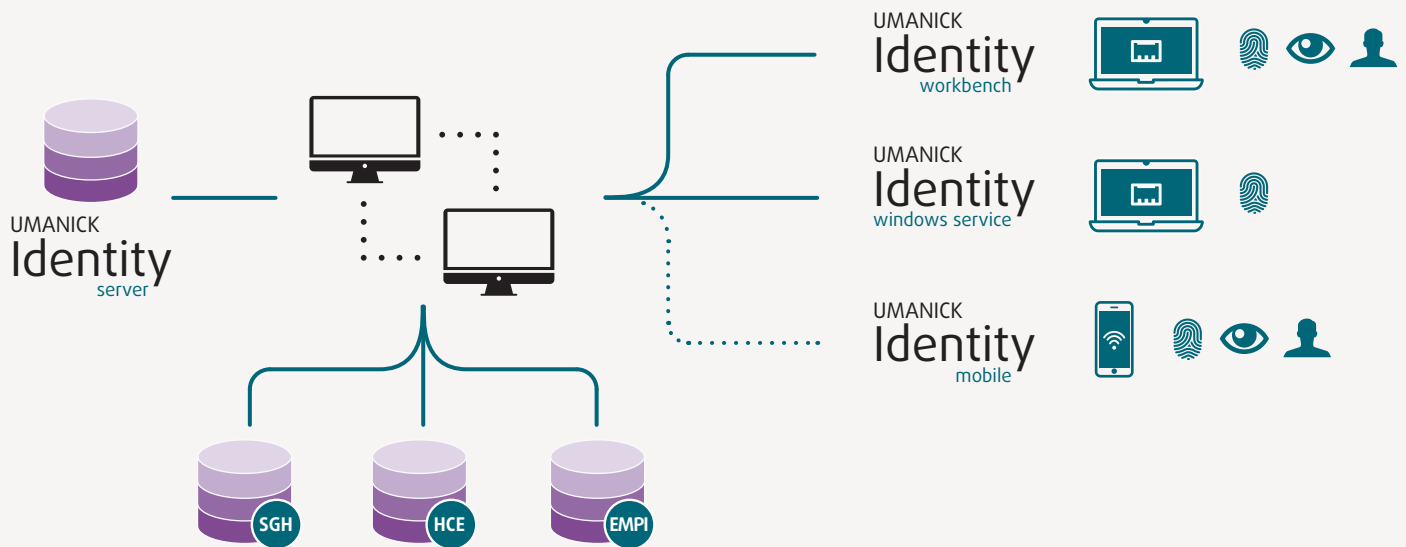 UMANICK
Identity
server
UMANICK
Identity
workbench
UMANICK
Identity
windows service
UMANICK
Identity
mobile
SGH
HCE
EMPI